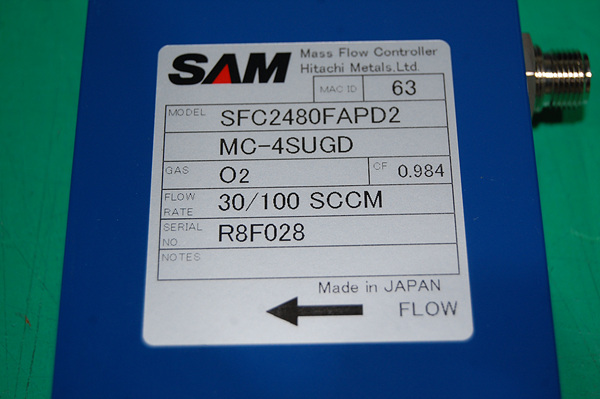 SAM Mass Flow Controller
Hitachi Metals,Ltd.
MAC ID 63
MODEL SFC2480FAPD2
MC-4SUGD
GAS O2 CF 0.984
FLOW RATE 30/100 SCCM
SERIAL NO. R8F028
NOTES
Made in JAPAN
FLOW